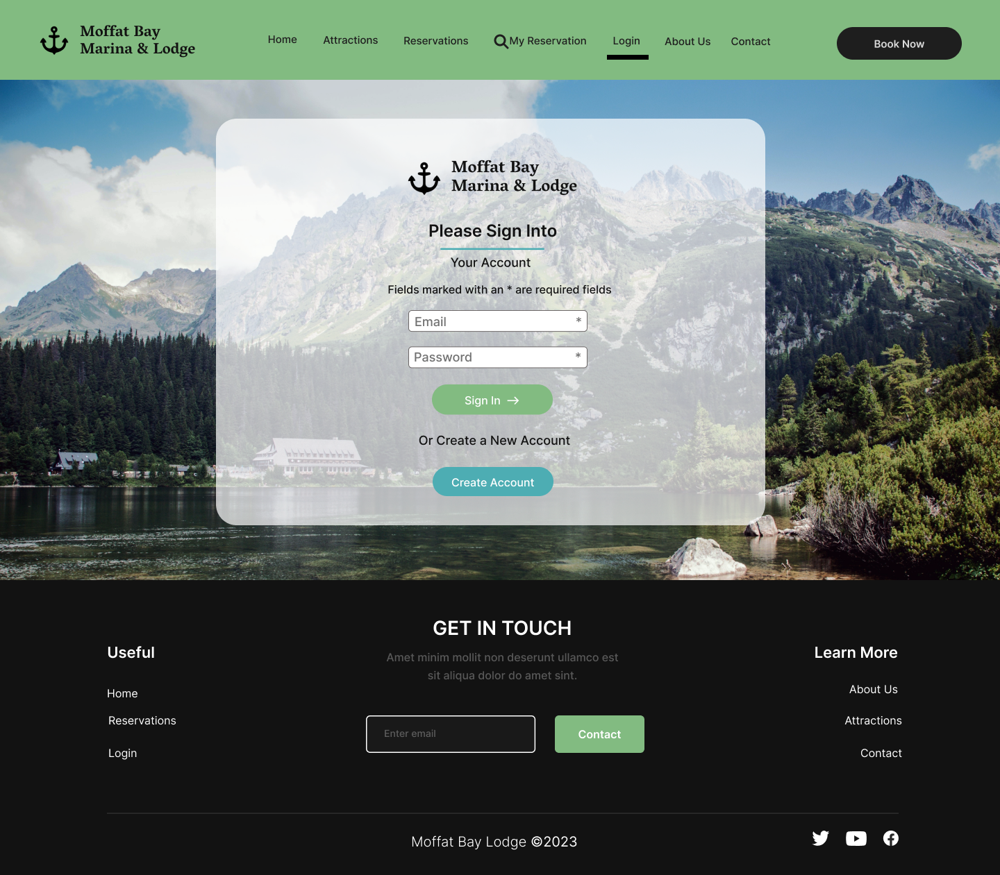 Moffat Bay
Marina & Lodge
Home
Attractions
Reservations
My Reservation
Login
About Us
Contact
Book Now
Moffat Bay
Marina & Lodge
Please Sign Into
Your Account
Fields marked with an * are required fields
Email *
Password *
Sign In →
Or Create a New Account
Create Account
GET IN TOUCH
Amet minim mollit non deserunt ullamco est
sit aliqua dolor do amet sint.
Enter email
Contact
Useful
Home
Reservations
Login
Learn More
About Us
Attractions
Contact
Moffat Bay Lodge ©2023